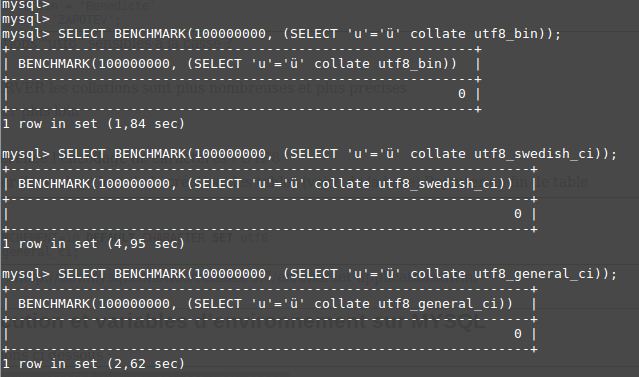 mysql>
mysql>
mysql> SELECT BENCHMARK(100000000, (SELECT 'u'='ü' collate utf8_bin));
+-----------------------------------------------------------+
| BENCHMARK(100000000, (SELECT 'u'='ü' collate utf8_bin))  |
+-----------------------------------------------------------+
| 0 |
+-----------------------------------------------------------+
1 row in set (1,84 sec)
mysql> SELECT BENCHMARK(100000000, (SELECT 'u'='ü' collate utf8_swedish_ci));
+------------------------------------------------------------------+
| BENCHMARK(100000000, (SELECT 'u'='ü' collate utf8_swedish_ci))  |
+------------------------------------------------------------------+
| 0 |
+------------------------------------------------------------------+
1 row in set (4,95 sec)
mysql> SELECT BENCHMARK(100000000, (SELECT 'u'='ü' collate utf8_general_ci));
+------------------------------------------------------------------+
| BENCHMARK(100000000, (SELECT 'u'='ü' collate utf8_general_ci))  |
+------------------------------------------------------------------+
| 0 |
+------------------------------------------------------------------+
1 row in set (2,62 sec)